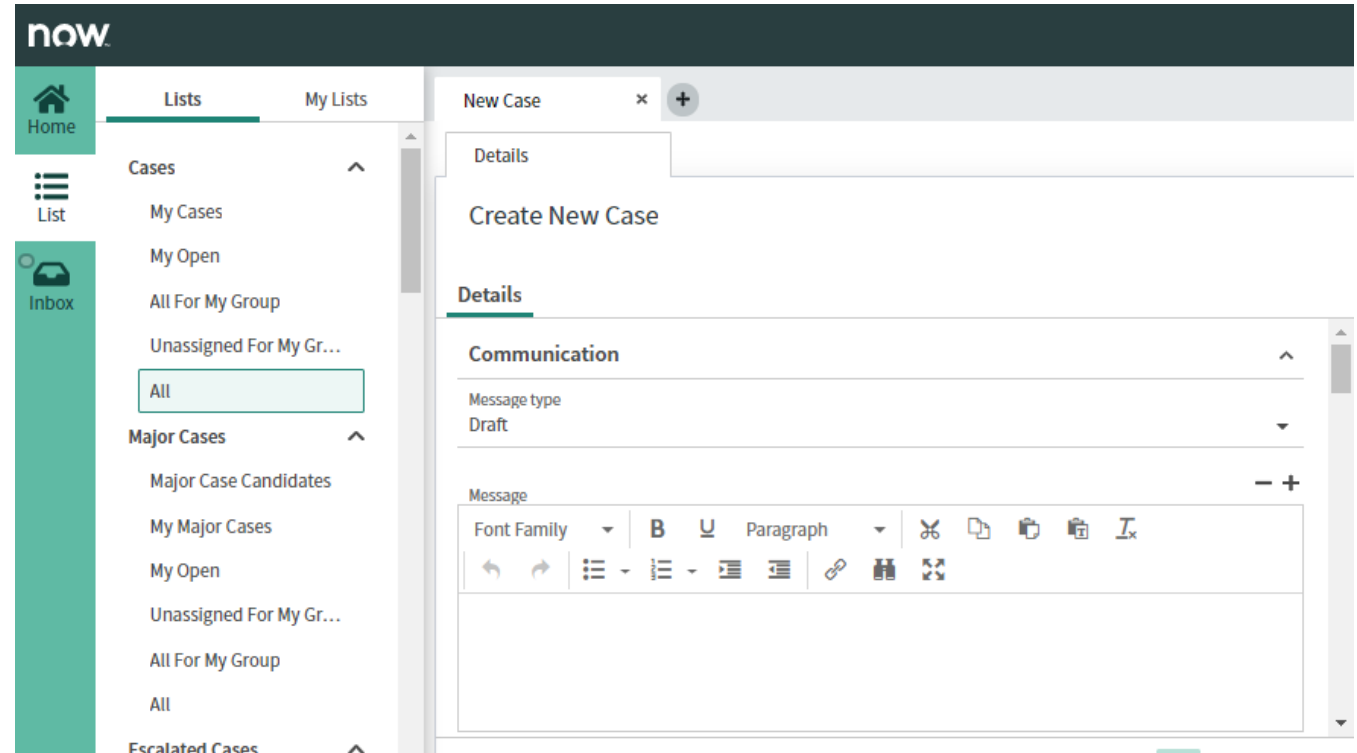 now.
Home
List
Inbox
Lists
My Lists
Cases
My Cases
My Open
All For My Group
Unassigned For My Gr...
All
Major Cases
Major Case Candidates
My Major Cases
My Open
Unassigned For My Gr...
All For My Group
All
Escalated Cases
New Case
Details
Create New Case
Details
Communication
Message type
Draft
Message
Font Family
B
U
Paragraph